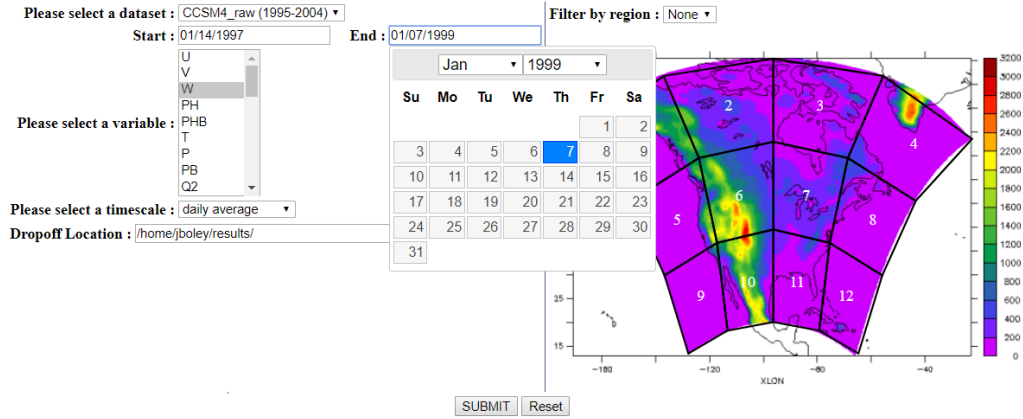 Please select a dataset : CCSM4_raw (1995-2004)
Filter by region : None
Start : 01/14/1997 End : 01/07/1999
Please select a variable :
U
V
W
PH
PHB
T
P
PB
Q2
Jan 1999
Su Mo Tu We Th Fr Sa
1 2
3 4 5 6 7 8 9
10 11 12 13 14 15 16
17 18 19 20 21 22 23
24 25 26 27 28 29 30
31
Please select a timescale : daily average
Dropoff Location : /home/jboley/results/
2 3 4
5 6 7 8
9 10 11 12
25
15
-160 -120 -80 -40
XLON
3200
3000
2800
2600
2400
2200
2000
1800
1600
1400
1200
1000
800
600
400
200
0
SUBMIT Reset